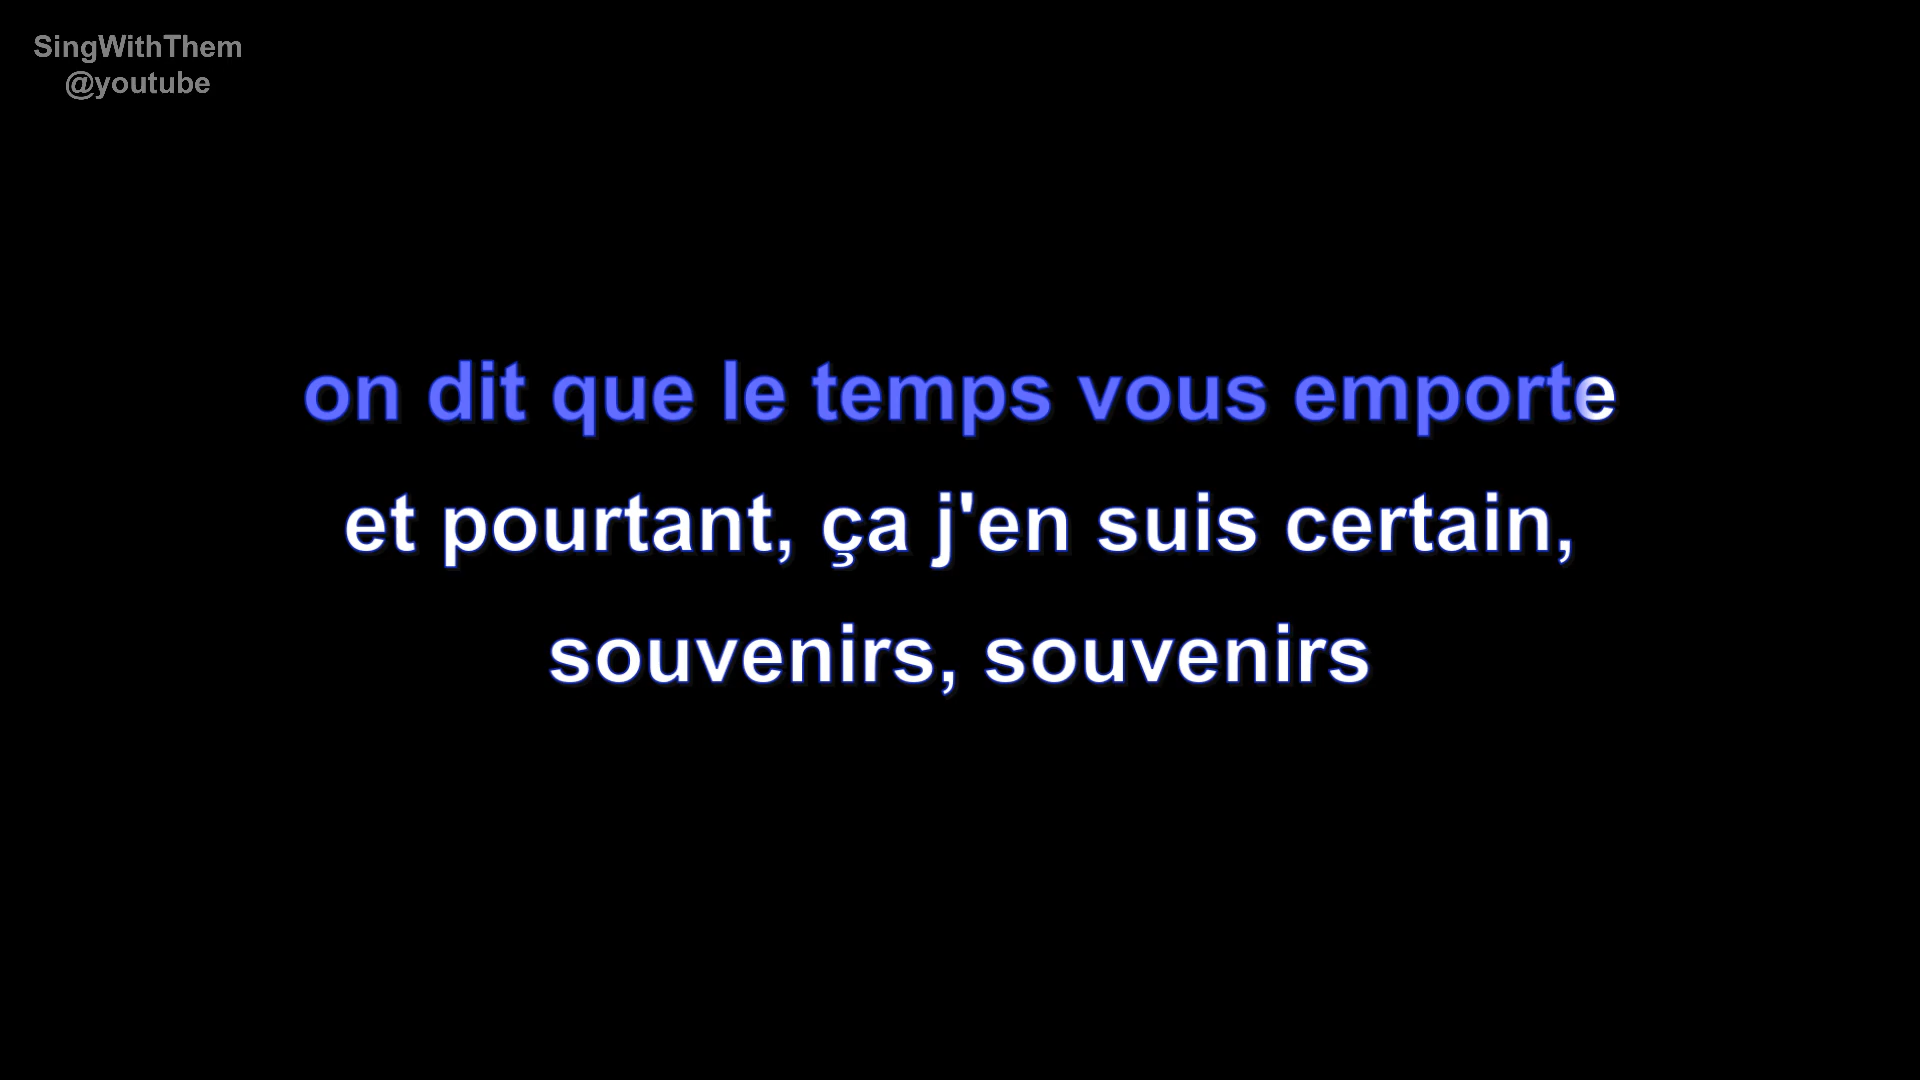 SingWithThem
@youtube
on dit que le temps vous emporte
et pourtant, ça j'en suis certain,
souvenirs, souvenirs